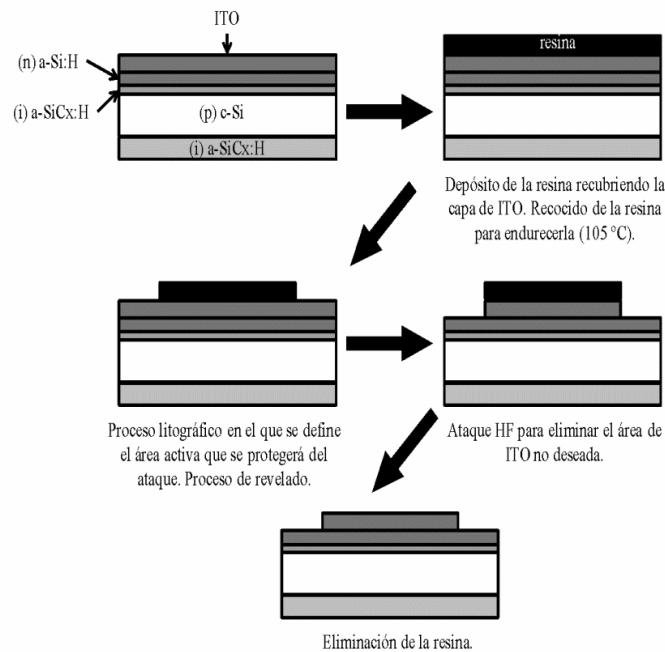 ITO
(n) a-Si:H
(i) a-SiCx:H
(p) c-Si
(i) a-SiCx:H
resina
Depósito de la resina recubriendo la
capa de ITO. Recocido de la resina
para endurecerla (105 °C).
Proceso litográfico en el que se define
el área activa que se protegerá del
ataque. Proceso de revelado.
Ataque HF para eliminar el área de
ITO no deseada.
Eliminación de la resina.